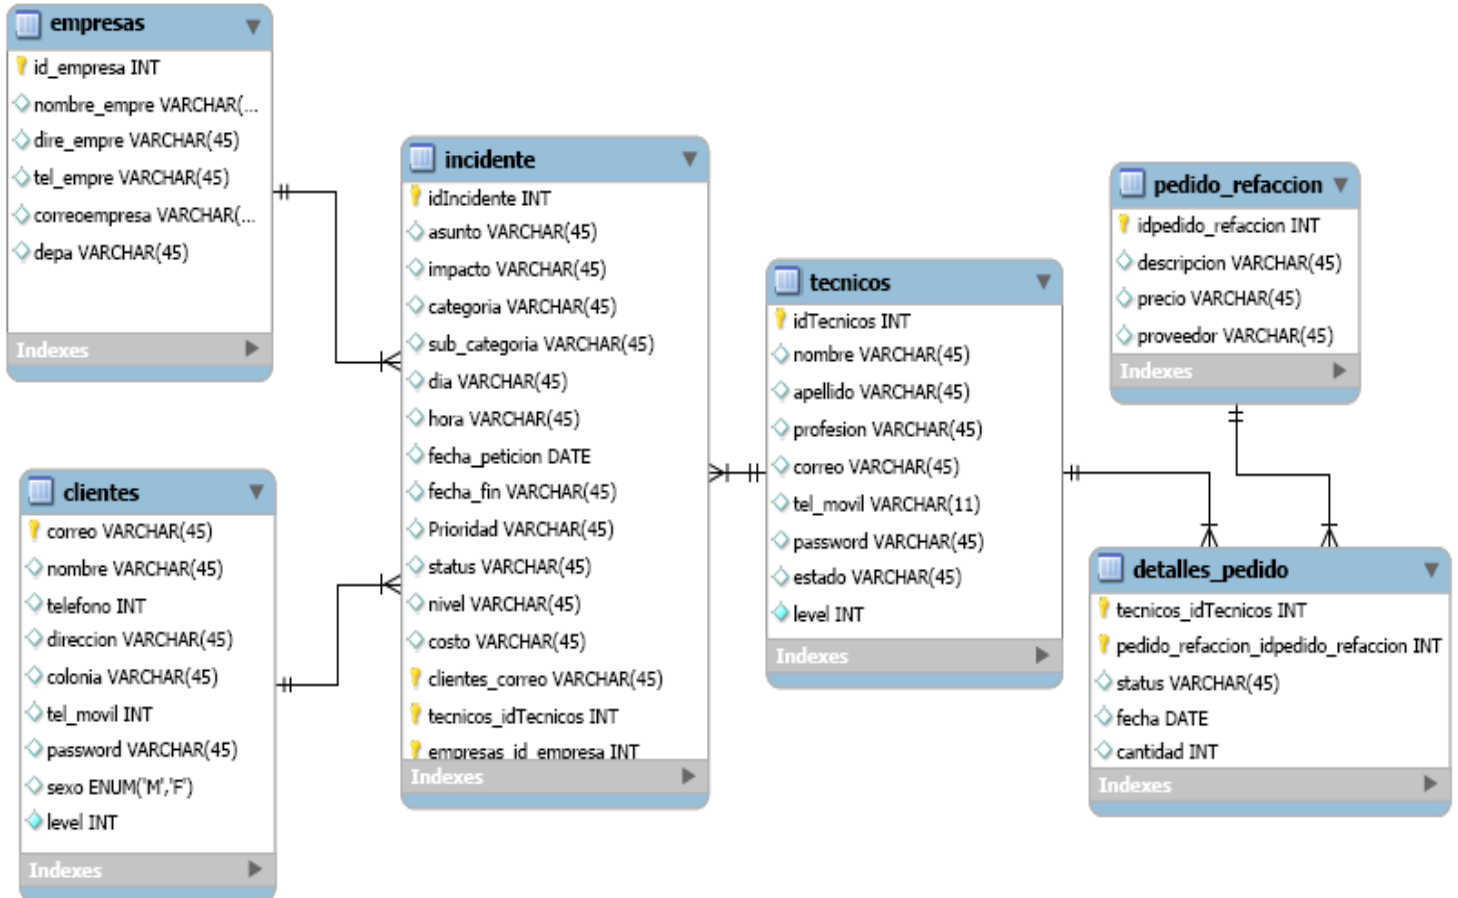 empresas
id_empresa INT
nombre_empre VARCHAR(...
dire_empre VARCHAR(45)
tel_empre VARCHAR(45)
correoempresa VARCHAR(...
depa VARCHAR(45)
Indexes
clientes
correo VARCHAR(45)
nombre VARCHAR(45)
telefono INT
direccion VARCHAR(45)
colonia VARCHAR(45)
tel_movil INT
password VARCHAR(45)
sexo ENUM('M','F')
level INT
Indexes
incidente
idIncidente INT
asunto VARCHAR(45)
impacto VARCHAR(45)
categoria VARCHAR(45)
sub_categoria VARCHAR(45)
dia VARCHAR(45)
hora VARCHAR(45)
fecha_peticion DATE
fecha_fin VARCHAR(45)
Prioridad VARCHAR(45)
status VARCHAR(45)
nivel VARCHAR(45)
costo VARCHAR(45)
clientes_correo VARCHAR(45)
tecnicos_idTecnicos INT
empresas_id_empresa INT
Indexes
tecnicos
idTecnicos INT
nombre VARCHAR(45)
apellido VARCHAR(45)
profesion VARCHAR(45)
correo VARCHAR(45)
tel_movil VARCHAR(11)
password VARCHAR(45)
estado VARCHAR(45)
level INT
Indexes
pedido_refaccion
idpedido_refaccion INT
descripcion VARCHAR(45)
precio VARCHAR(45)
proveedor VARCHAR(45)
Indexes
detalles_pedido
tecnicos_idTecnicos INT
pedido_refaccion_idpedido_refaccion INT
status VARCHAR(45)
fecha DATE
cantidad INT
Indexes